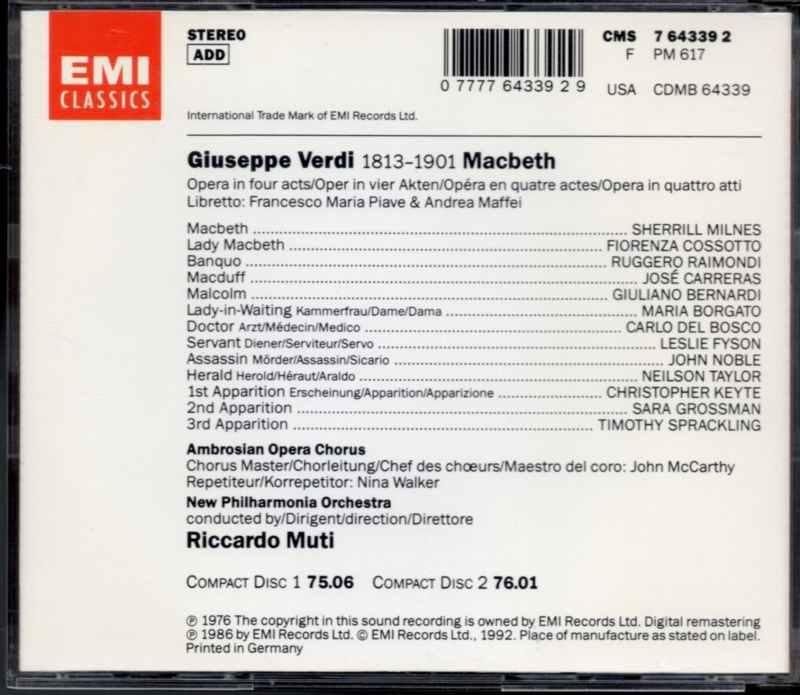 EMI
CLASSICS
STEREO
ADD
0 7777 64339 2 9
CMS 7 64339 2
F PM 617
USA CDMB 64339
International Trade Mark of EMI Records Ltd.
Giuseppe Verdi 1813–1901 Macbeth
Opera in four acts/Oper in vier Akten/Opéra en quatre actes/Opera in quattro atti
Libretto: Francesco Maria Piave & Andrea Maffei
Macbeth SHERRILL MILNES
Lady Macbeth FIORENZA COSSOTTO
Banquo RUGGERO RAIMONDI
Macduff JOSÉ CARRERAS
Malcolm GIULIANO BERNARDI
Lady-in-Waiting Kammerfrau/Dame/Dama MARIA BORGATO
Doctor Arzt/Médecin/Medico CARLO DEL BOSCO
Servant Diener/Serviteur/Servo LESLIE FYSON
Assassin Mörder/Assassin/Sicario JOHN NOBLE
Herald Herold/Héraut/Araldo NEILSON TAYLOR
1st Apparition Erscheinung/Apparition/Apparizione CHRISTOPHER KEYTE
2nd Apparition SARA GROSSMAN
3rd Apparition TIMOTHY SPRACKLING
Ambrosian Opera Chorus
Chorus Master/Chorleitung/Chef des chœurs/Maestro del coro: John McCarthy
Repetiteur/Korrepetitor: Nina Walker
New Philharmonia Orchestra
conducted by/Dirigent/direction/Direttore
Riccardo Muti
COMPACT DISC 1 75.06 COMPACT DISC 2 76.01
℗ 1976 The copyright in this sound recording is owned by EMI Records Ltd. Digital remastering
℗ 1986 by EMI Records Ltd. © EMI Records Ltd., 1992. Place of manufacture as stated on label.
Printed in Germany